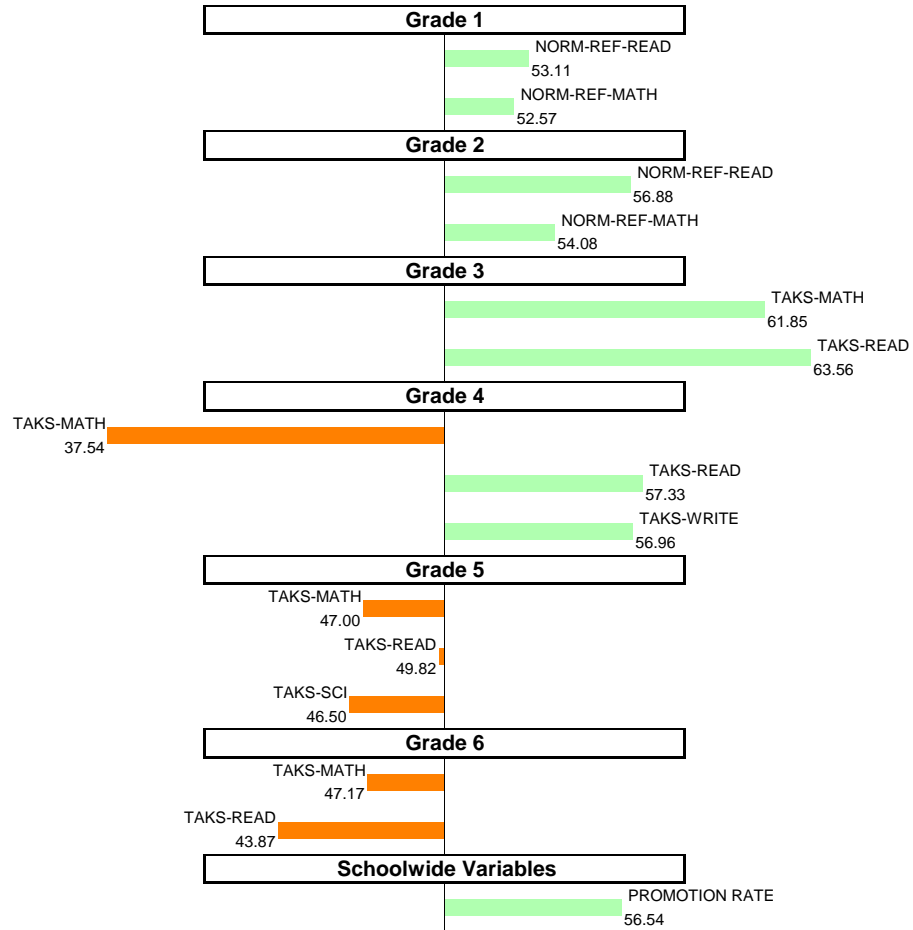 Grade 1
NORM-REF-READ
53.11
NORM-REF-MATH
52.57
Grade 2
NORM-REF-READ
56.88
NORM-REF-MATH
54.08
Grade 3
TAKS-MATH
61.85
TAKS-READ
63.56
Grade 4
TAKS-MATH
37.54
TAKS-READ
57.33
TAKS-WRITE
56.96
Grade 5
TAKS-MATH
47.00
TAKS-READ
49.82
TAKS-SCI
46.50
Grade 6
TAKS-MATH
47.17
TAKS-READ
43.87
Schoolwide Variables
PROMOTION RATE
56.54